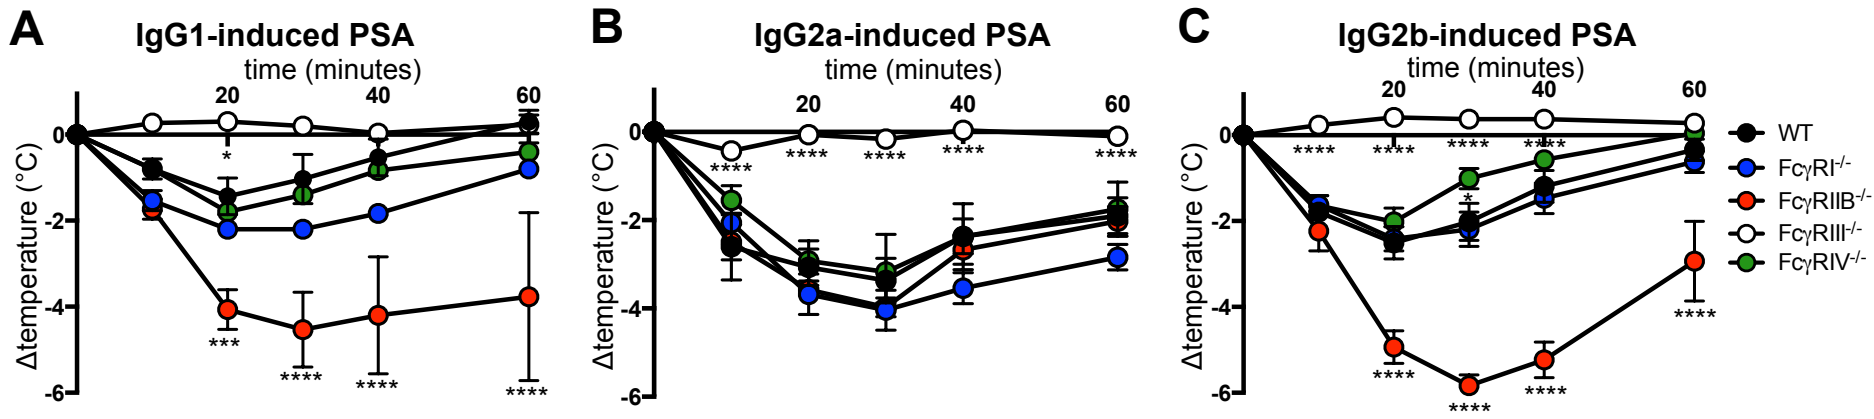 A
IgG1-induced PSA
time (minutes)
20 40 60
0
-2
-4
-6
Δtemperature (°C)
*
***
****
****
****
B
IgG2a-induced PSA
time (minutes)
20 40 60
0
-2
-4
-6
Δtemperature (°C)
****
****
****
****
****
C
IgG2b-induced PSA
time (minutes)
20 40 60
0
-2
-4
-6
Δtemperature (°C)
****
****
****
****
*
****
****
****
****
WT
FcγRI-/-
FcγRIIB-/-
FcγRIII-/-
FcγRIV-/-